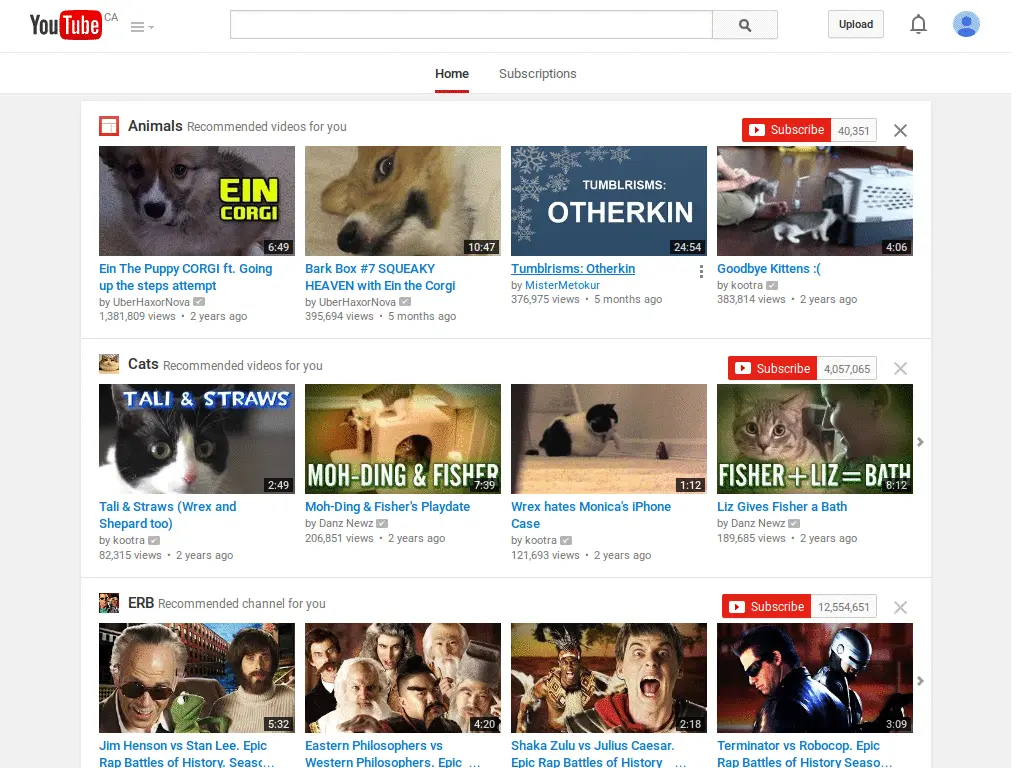 YouTube CA
Upload
Home Subscriptions
Animals Recommended videos for you
Subscribe 40,351
EIN
CORGI
6:49
10:47
TUMBLRISMS:
OTHERKIN
24:54
4:06
Ein The Puppy CORGI ft. Going
up the steps attempt
by UberHaxorNova
1,381,809 views • 2 years ago
Bark Box #7 SQUEAKY
HEAVEN with Ein the Corgi
by UberHaxorNova
395,694 views • 5 months ago
Tumblrisms: Otherkin
by MisterMetokur
376,975 views • 5 months ago
Goodbye Kittens :(
by kootra
383,814 views • 2 years ago
Cats Recommended videos for you
Subscribe 4,057,065
TALI & STRAWS
2:49
MOH-DING & FISHER
7:39
1:12
FISHER+LIZ=BATH
8:12
Tali & Straws (Wrex and
Shepard too)
by kootra
82,315 views • 2 years ago
Moh-Ding & Fisher's Playdate
by Danz Newz
206,851 views • 2 years ago
Wrex hates Monica's iPhone
Case
by kootra
121,693 views • 2 years ago
Liz Gives Fisher a Bath
by Danz Newz
189,685 views • 2 years ago
ERB Recommended channel for you
Subscribe 12,554,651
5:32
4:20
2:18
3:09
Jim Henson vs Stan Lee. Epic
Rap Battles of History. Seasc...
Eastern Philosophers vs
Western Philosophers. Epic ...
Shaka Zulu vs Julius Caesar.
Epic Rap Battles of History ...
Terminator vs Robocop. Epic
Rap Battles of History Seaso...